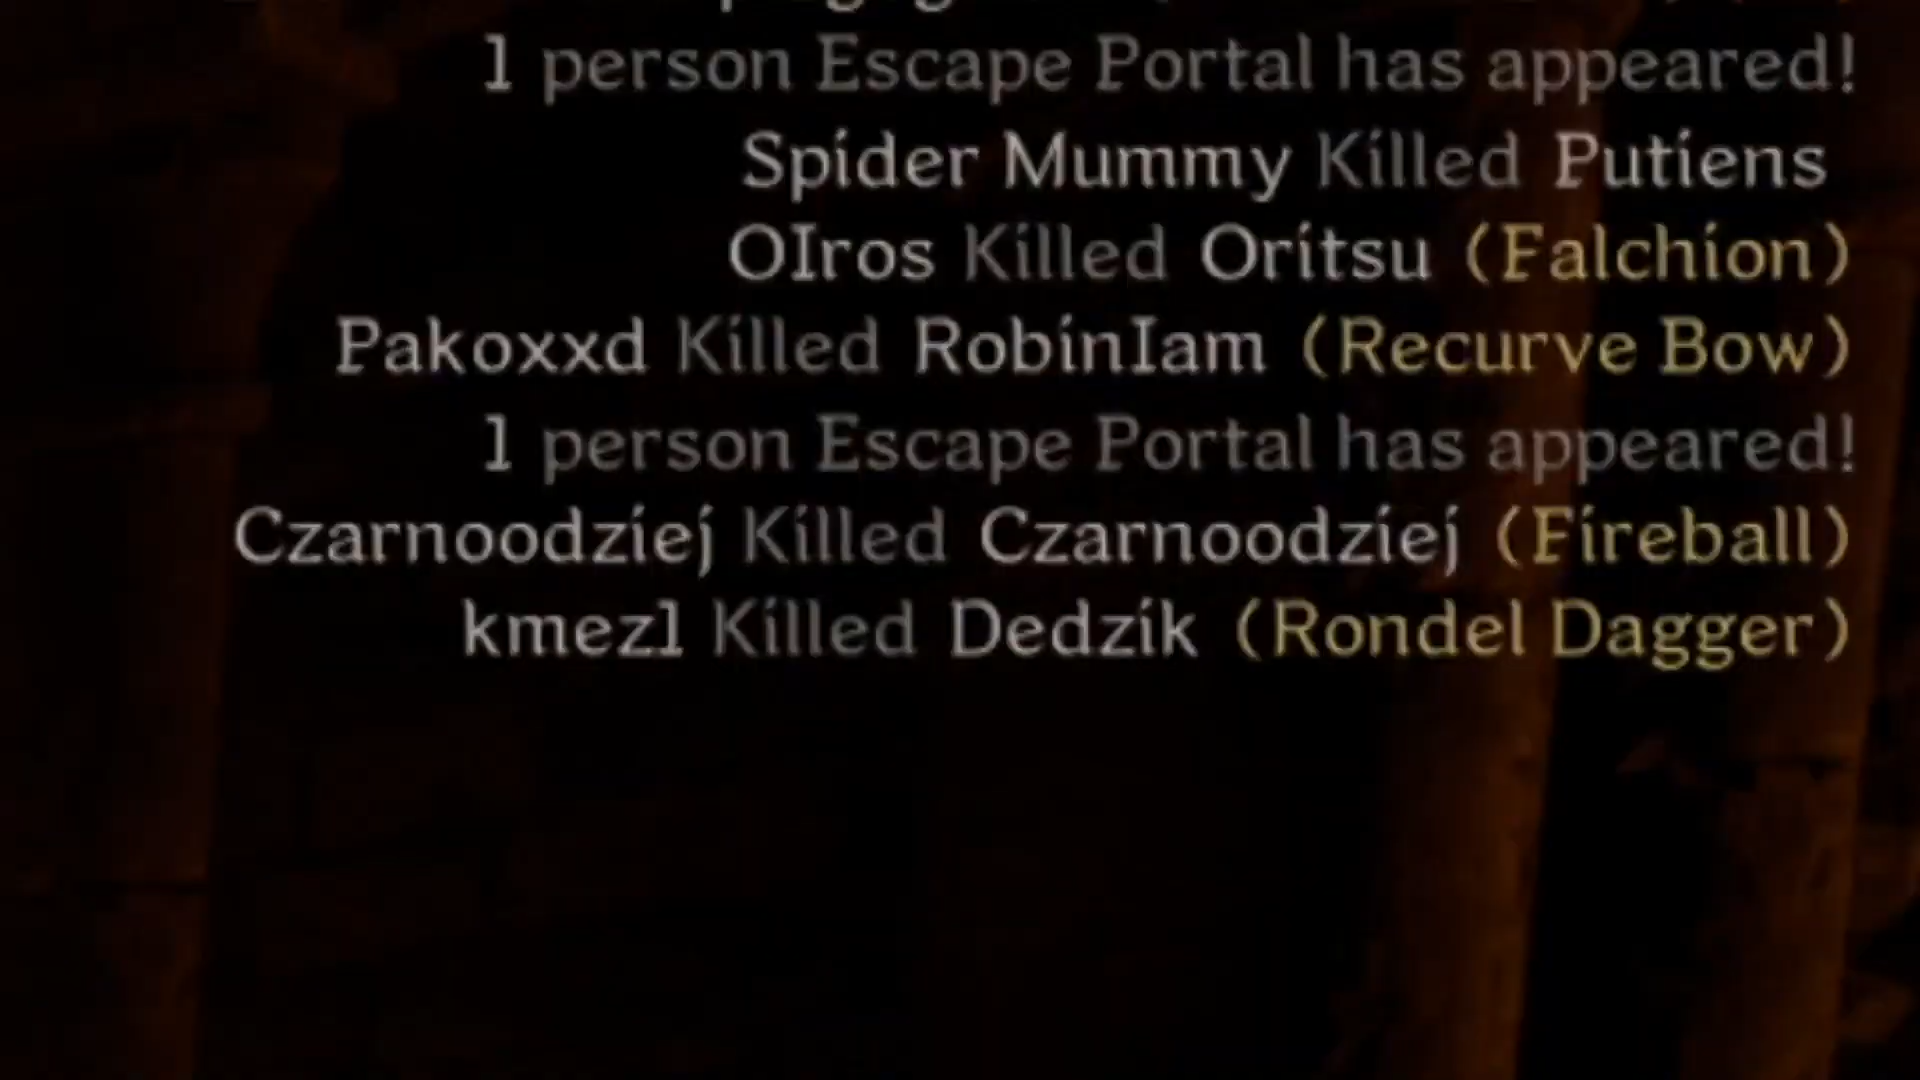 1 person Escape Portal has appeared!
Spider Mummy Killed Putiens
OIros Killed Oritsu (Falchion)
Pakoxxd Killed RobinIam (Recurve Bow)
1 person Escape Portal has appeared!
Czarnoodziej Killed Czarnoodziej (Fireball)
kmez1 Killed Dedzik (Rondel Dagger)